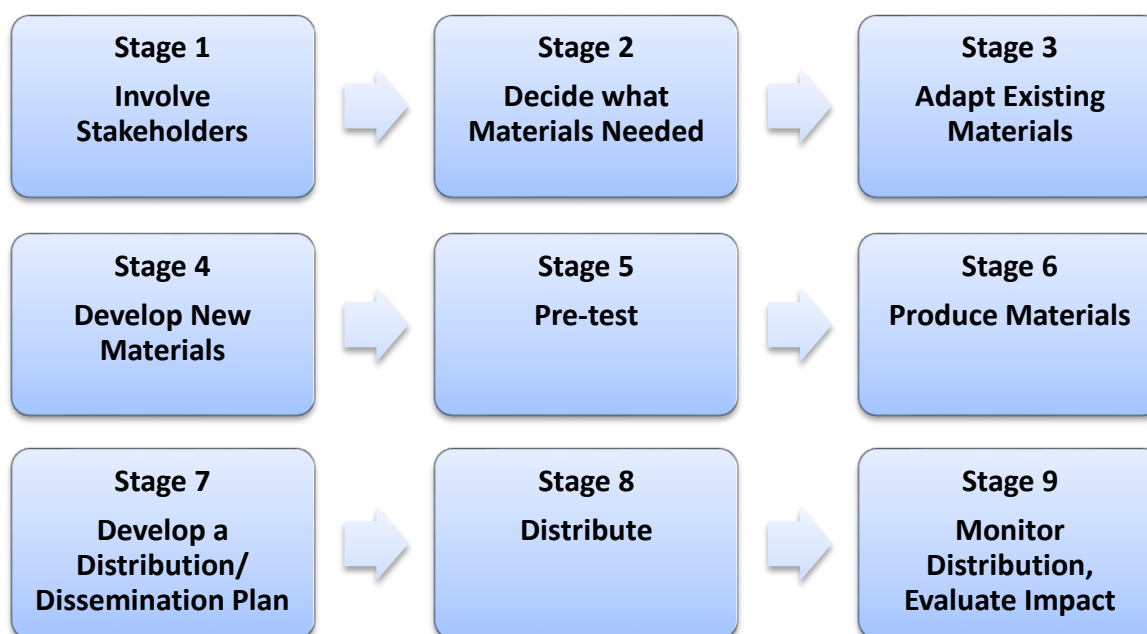 Stage 1
Involve
Stakeholders
Stage 2
Decide what
Materials Needed
Stage 3
Adapt Existing
Materials
Stage 4
Develop New
Materials
Stage 5
Pre-test
Stage 6
Produce Materials
Stage 7
Develop a
Distribution/
Dissemination Plan
Stage 8
Distribute
Stage 9
Monitor
Distribution,
Evaluate Impact